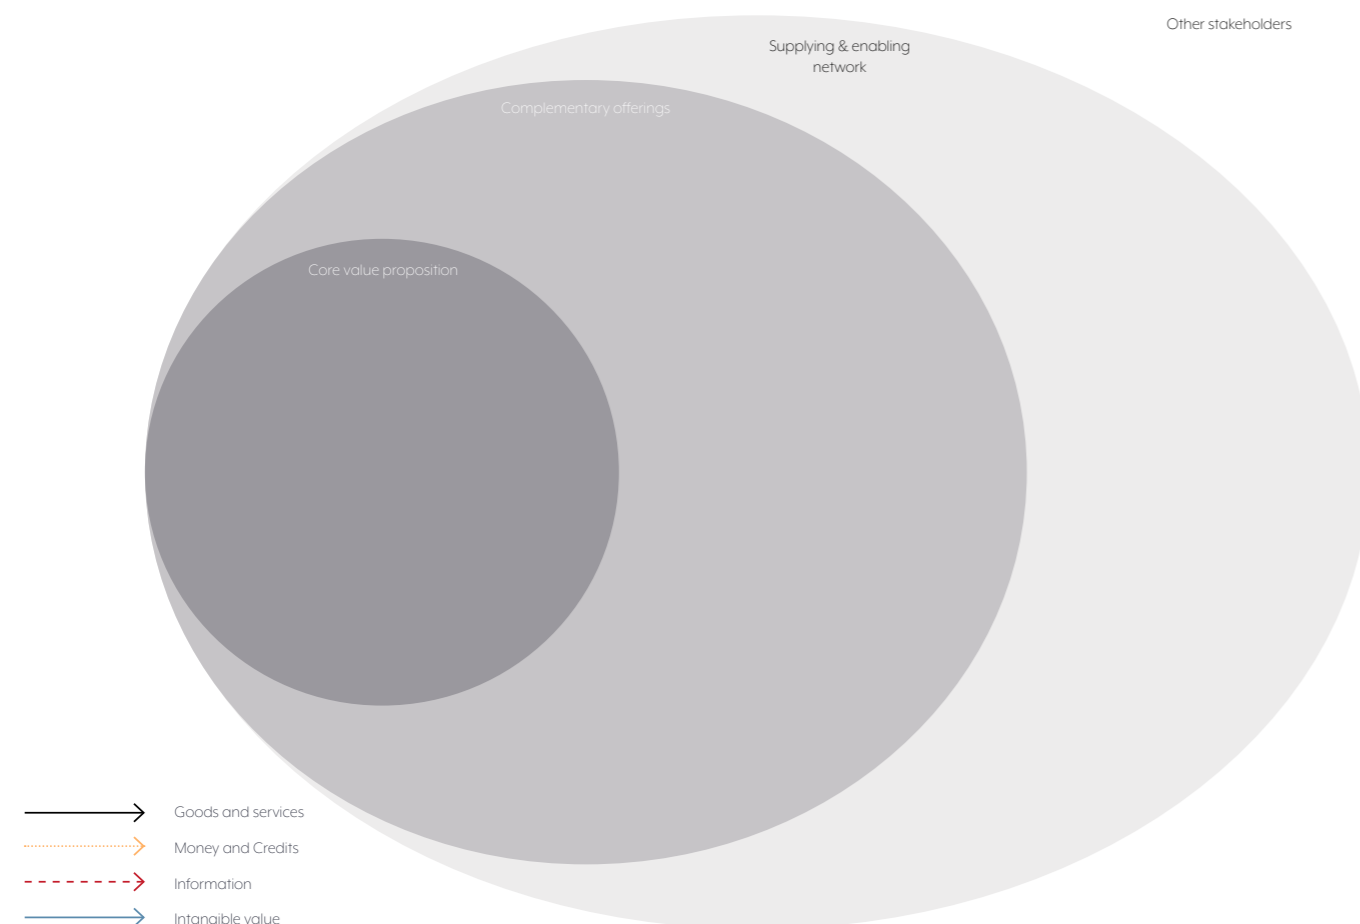 Other stakeholders
Supplying & enabling
network
Complementary offerings
Core value proposition
Goods and services
Money and Credits
Information
Intangible value